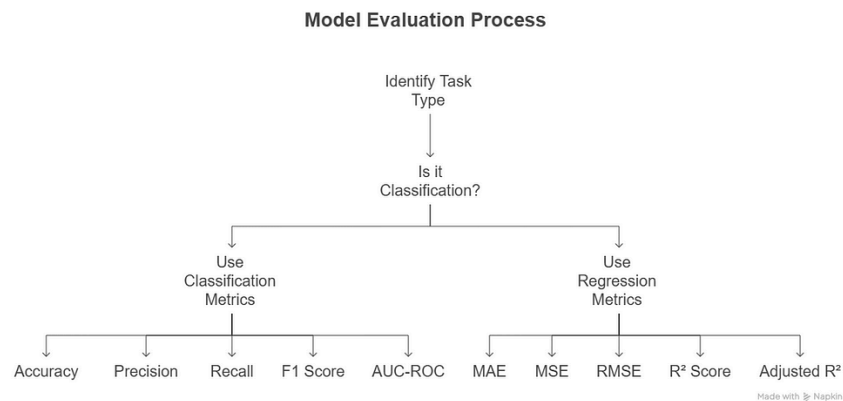 Model Evaluation Process
Identify Task
Type
Is it
Classification?
Use
Classification
Metrics
Use
Regression
Metrics
Accuracy
Precision
Recall
F1 Score
AUC-ROC
MAE
MSE
RMSE
R² Score
Adjusted R²
Made with Napkin